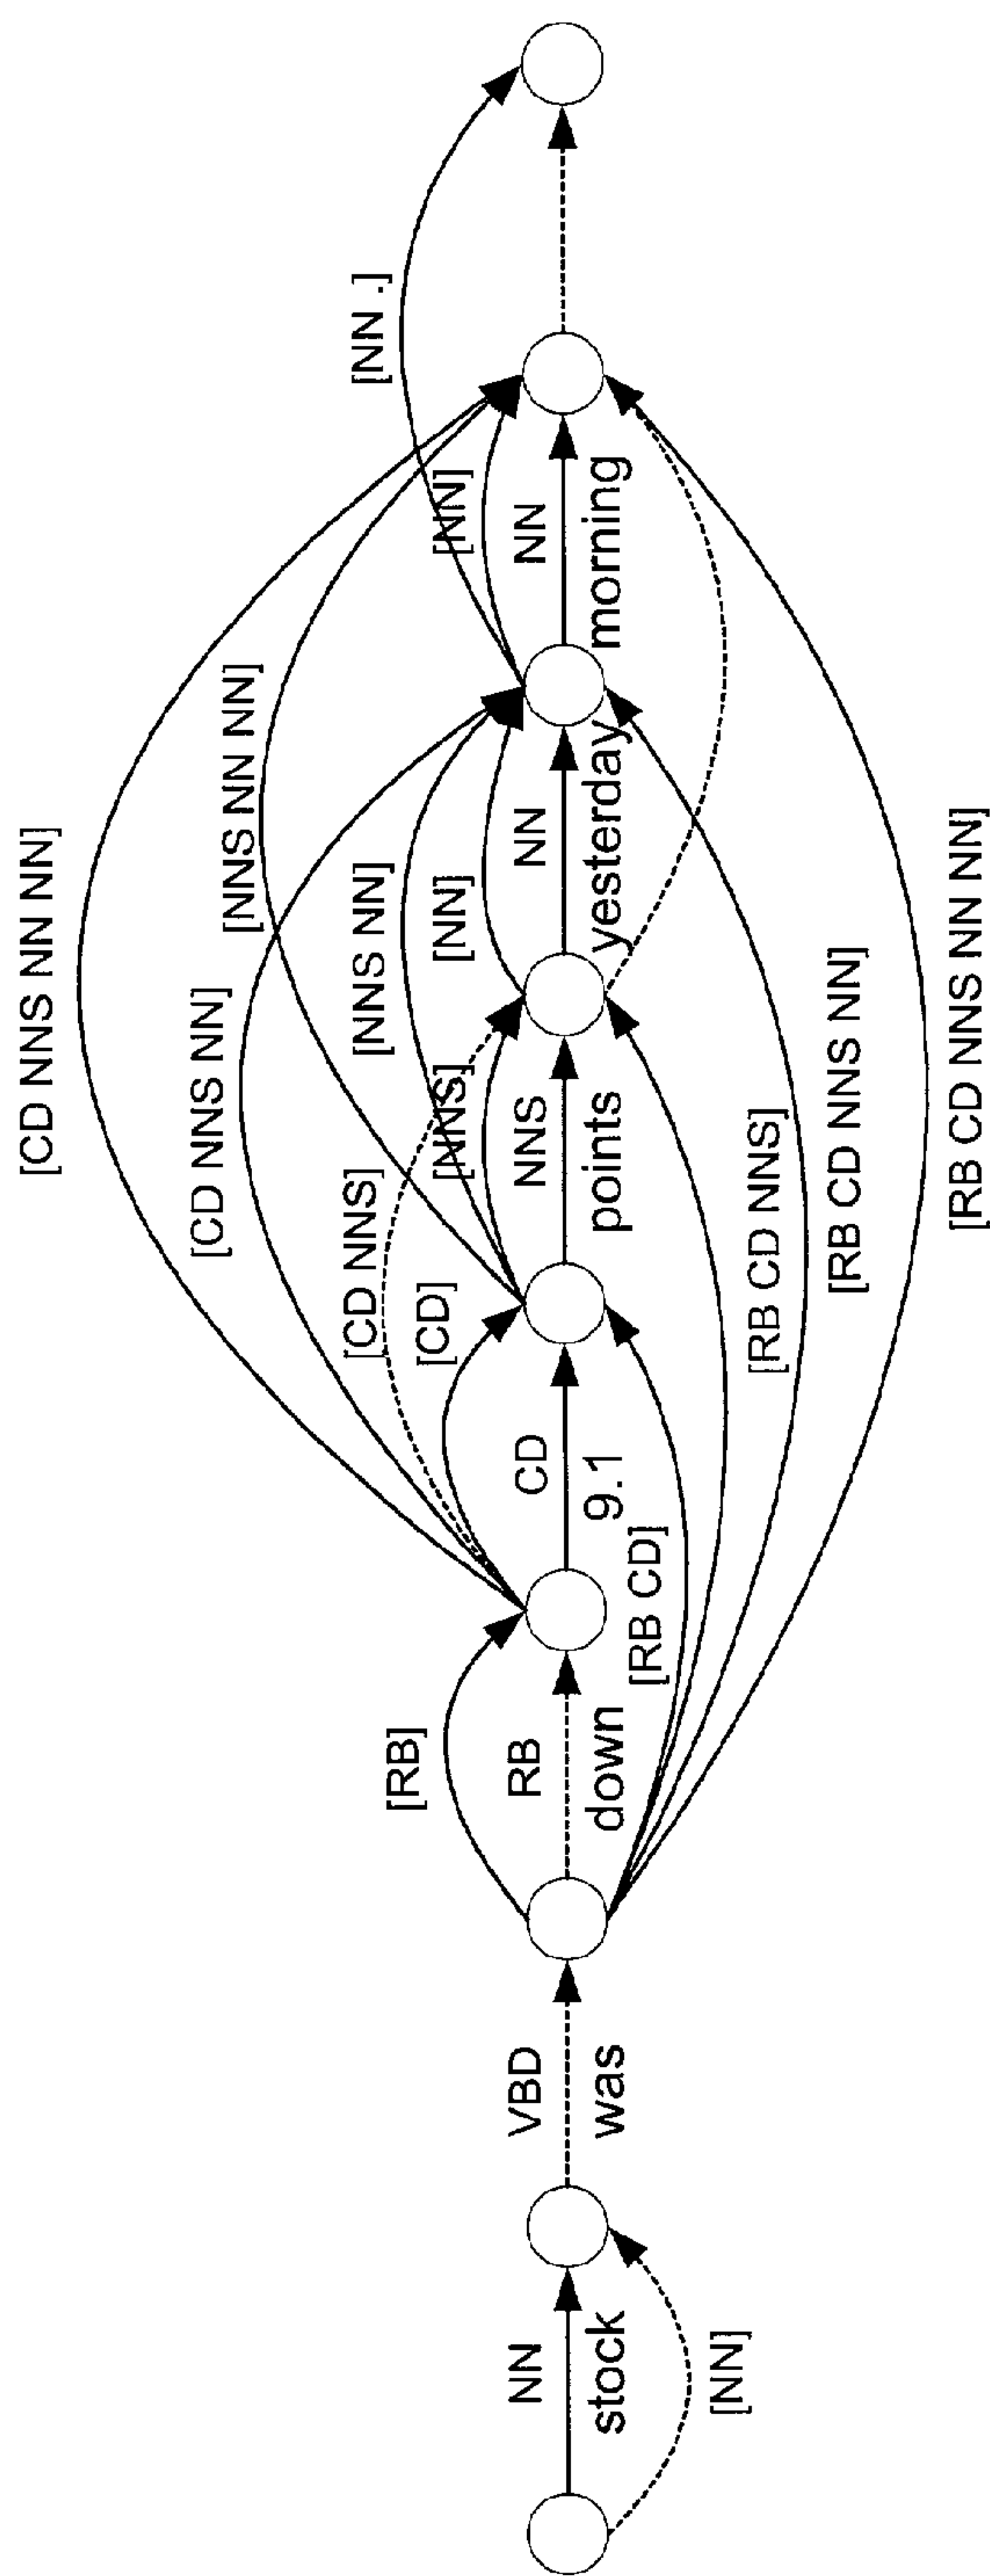 [CD NNS NN NN]
[NNS NN NN]
[CD NNS NN]
[NN .]
[NNS NN]
[CD NNS]
[RB]
[CD]
[NNS]
[NN]
[NN]
NN
VBD
RB
CD
NNS
NN
NN
stock
was
down
9.1
points
yesterday
morning
[RB CD]
[NN]
[RB CD NNS]
[RB CD NNS NN]
[RB CD NNS NN NN]